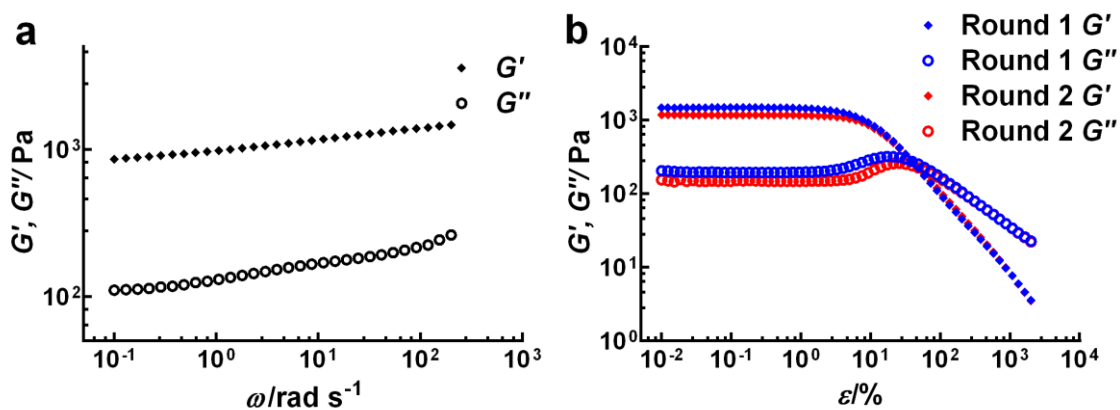 a
G′
G″
10³
10²
G′, G″/ Pa
10⁻¹ 10⁰ 10¹ 10² 10³
ω/rad s⁻¹
b
Round 1 G′
Round 1 G″
Round 2 G′
Round 2 G″
10⁴
10³
10²
10¹
10⁰
G′, G″/ Pa
10⁻² 10⁻¹ 10⁰ 10¹ 10² 10³ 10⁴
ε/%